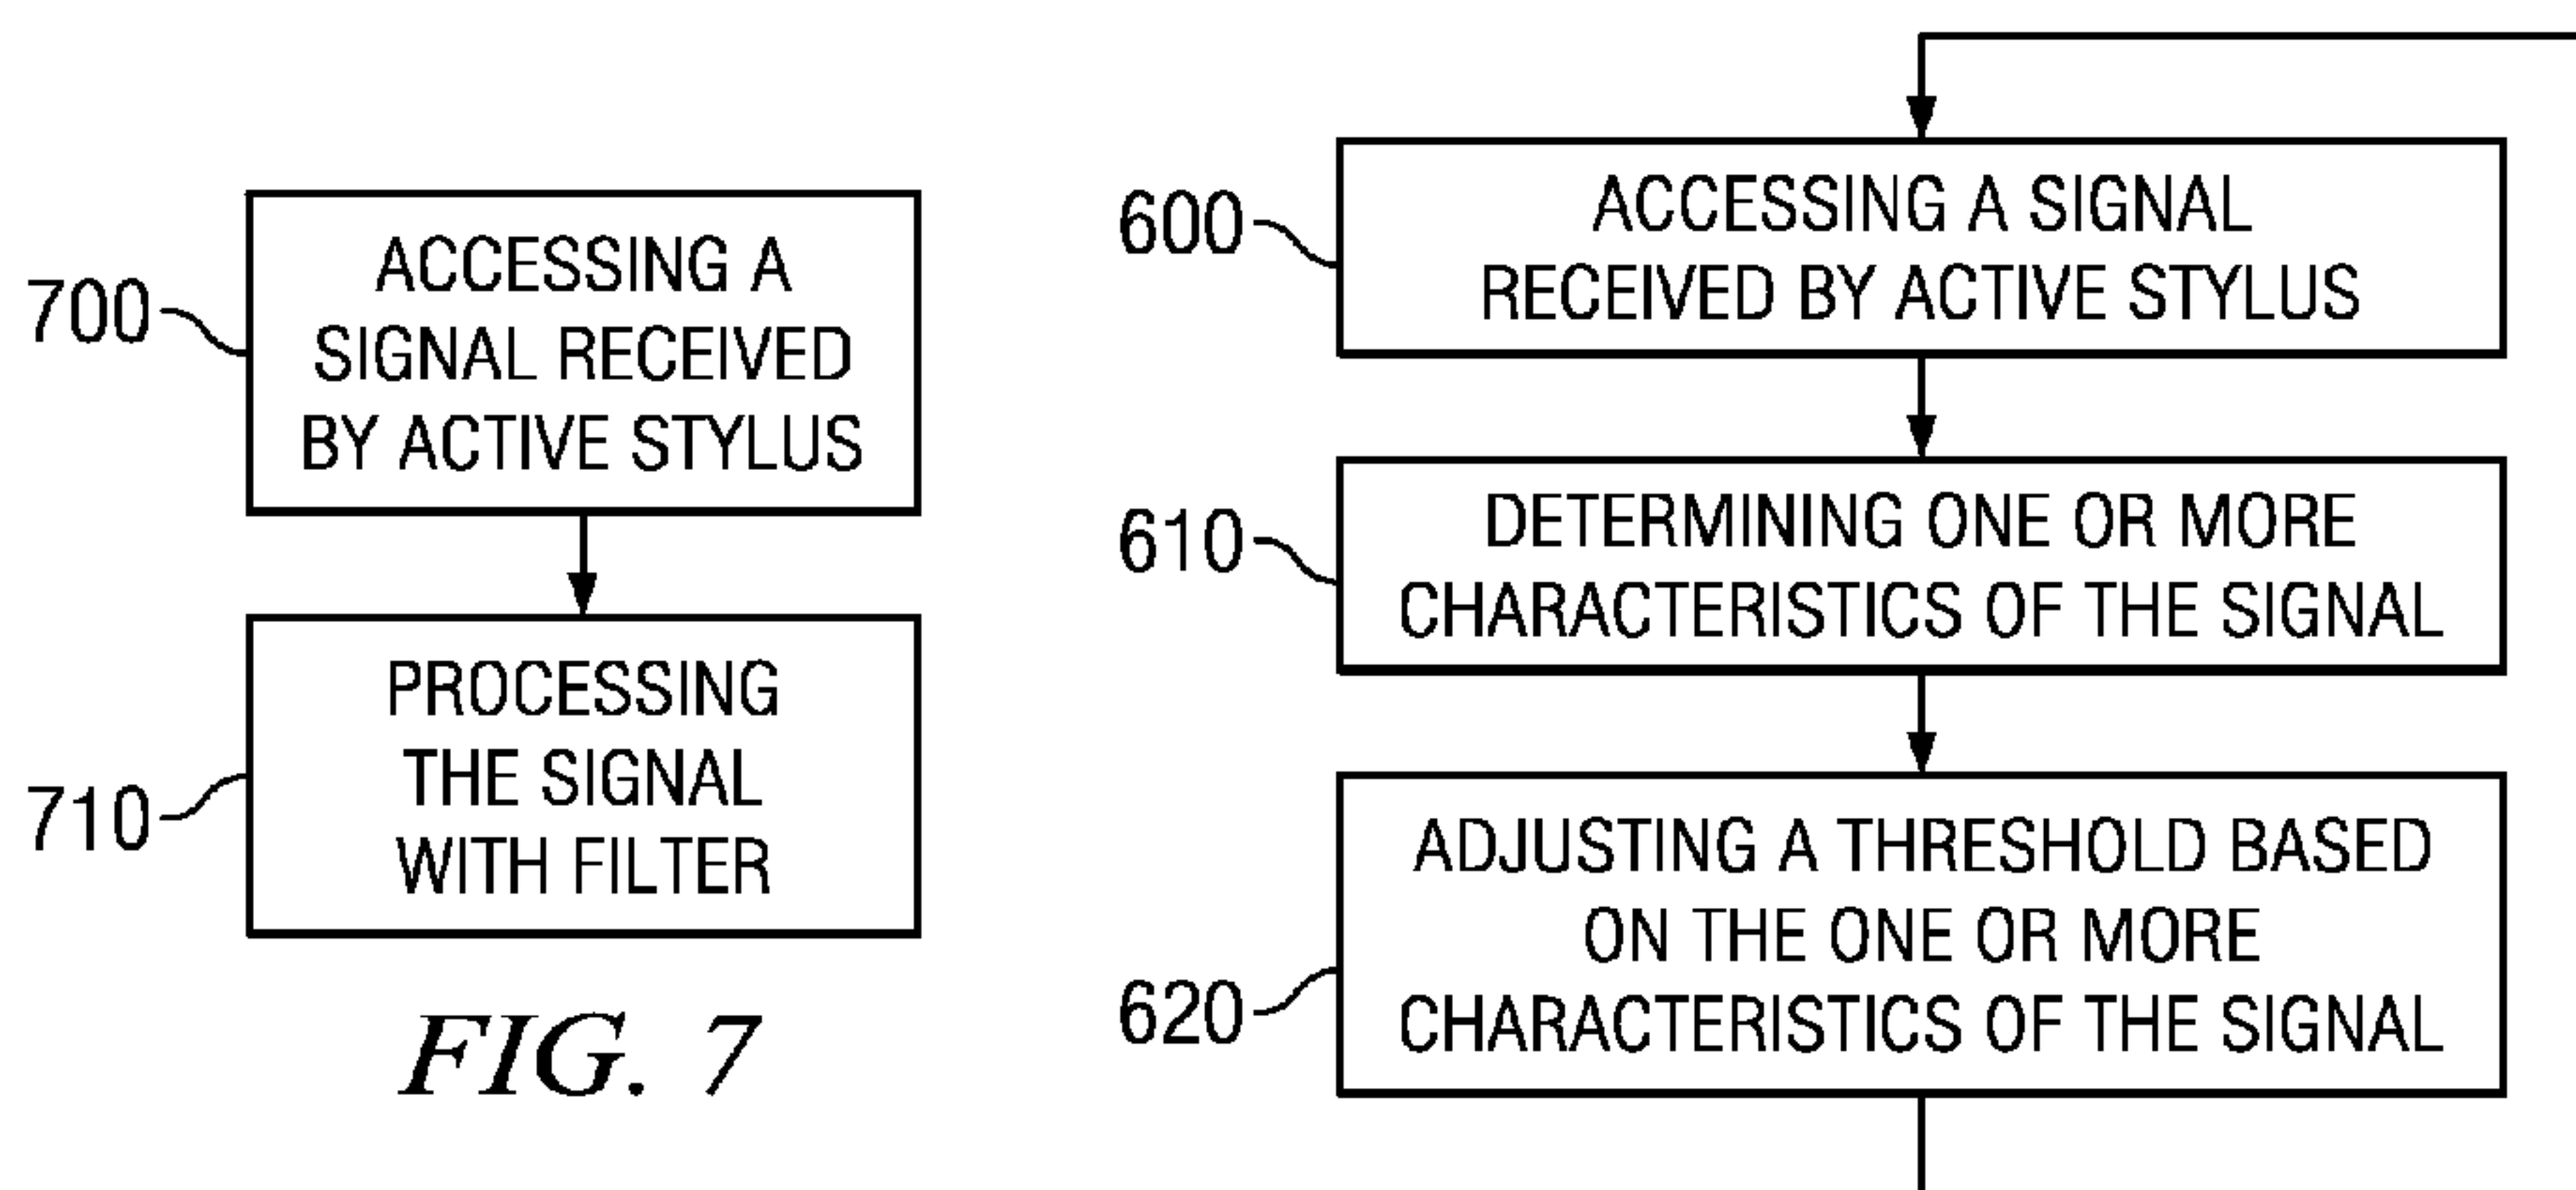 700
ACCESSING A
SIGNAL RECEIVED
BY ACTIVE STYLUS
710
PROCESSING
THE SIGNAL
WITH FILTER
FIG. 7
600
ACCESSING A SIGNAL
RECEIVED BY ACTIVE STYLUS
610
DETERMINING ONE OR MORE
CHARACTERISTICS OF THE SIGNAL
620
ADJUSTING A THRESHOLD BASED
ON THE ONE OR MORE
CHARACTERISTICS OF THE SIGNAL